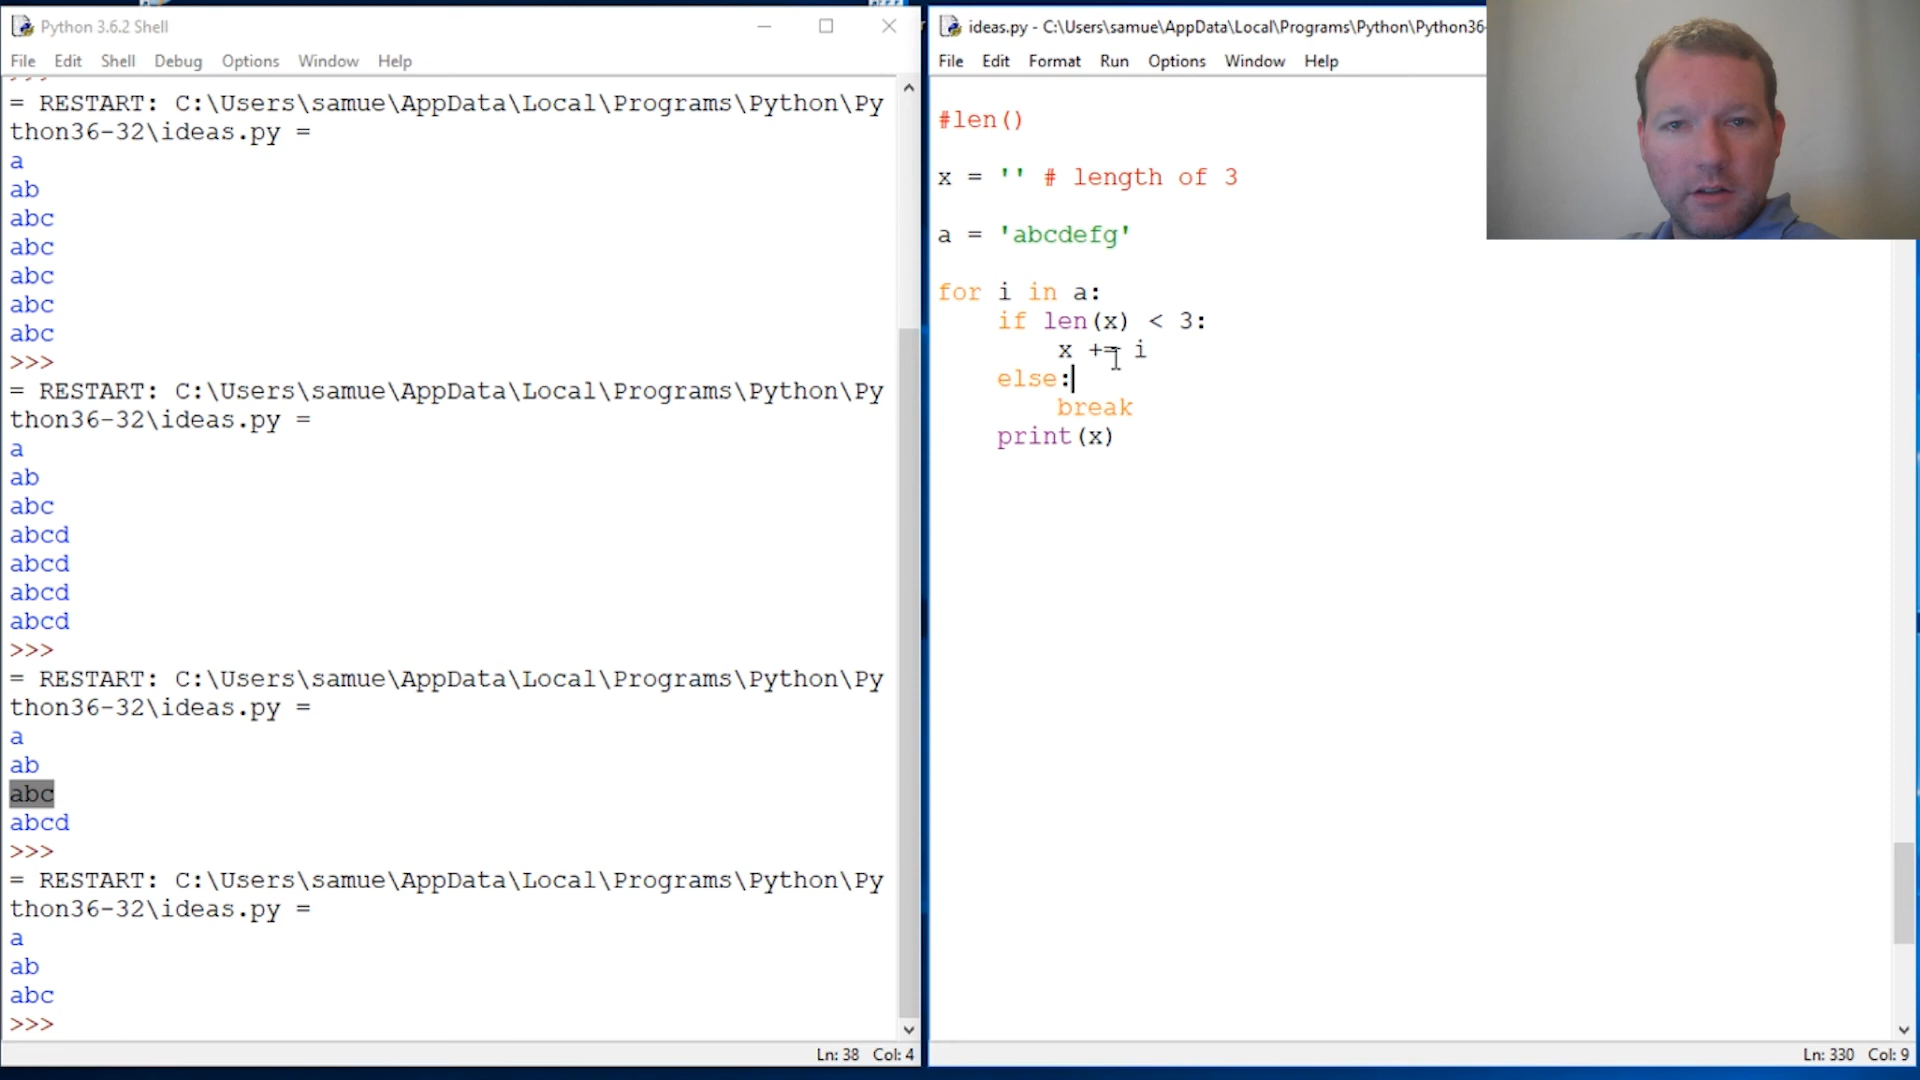 Python 3.6.2 Shell
File Edit Shell Debug Options Window Help
>>>
= RESTART: C:\Users\samue\AppData\Local\Programs\Python\Py
thon36-32\ideas.py =
a
ab
abc
abc
abc
abc
abc
>>>
= RESTART: C:\Users\samue\AppData\Local\Programs\Python\Py
thon36-32\ideas.py =
a
ab
abc
abcd
abcd
abcd
abcd
>>>
= RESTART: C:\Users\samue\AppData\Local\Programs\Python\Py
thon36-32\ideas.py =
a
ab
abc
abcd
>>>
= RESTART: C:\Users\samue\AppData\Local\Programs\Python\Py
thon36-32\ideas.py =
a
ab
abc
>>>
Ln: 38 Col: 4
ideas.py - C:\Users\samue\AppData\Local\Programs\Python\Python36-
File Edit Format Run Options Window Help
#len()
x = '' # length of 3
a = 'abcdefg'
for i in a:
    if len(x) < 3:
        x += i
    else:
        break
    print(x)
Ln: 330 Col: 9